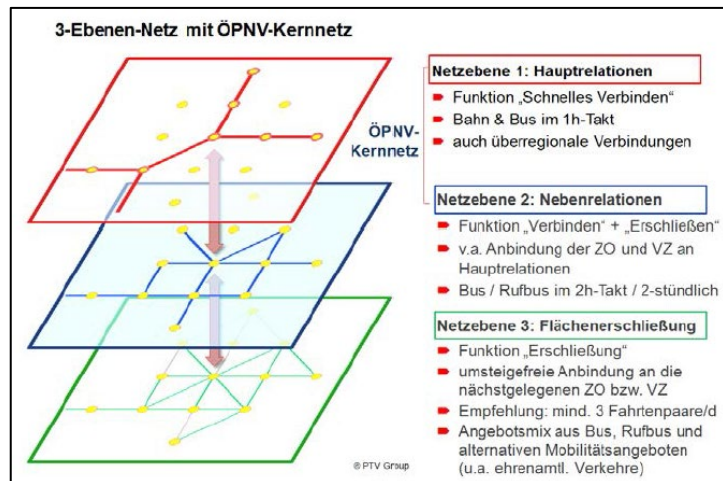 3-Ebenen-Netz mit ÖPNV-Kernnetz
ÖPNV-
Kernnetz
Netzebene 1: Hauptrelationen
Funktion „Schnelles Verbinden“
Bahn & Bus im 1h-Takt
auch überregionale Verbindungen
Netzebene 2: Nebenrelationen
Funktion „Verbinden“ + „Erschließen“
v.a. Anbindung der ZO und VZ an
Hauptrelationen
Bus / Rufbus im 2h-Takt / 2-stündlich
Netzebene 3: Flächenerschließung
Funktion „Erschließung“
umsteigefreie Anbindung an die
nächstgelegenen ZO bzw. VZ
Empfehlung: mind. 3 Fahrtenpaare/d
Angebotsmix aus Bus, Rufbus und
alternativen Mobilitätsangeboten
(u.a. ehrenamtl. Verkehre)
® PTV Group